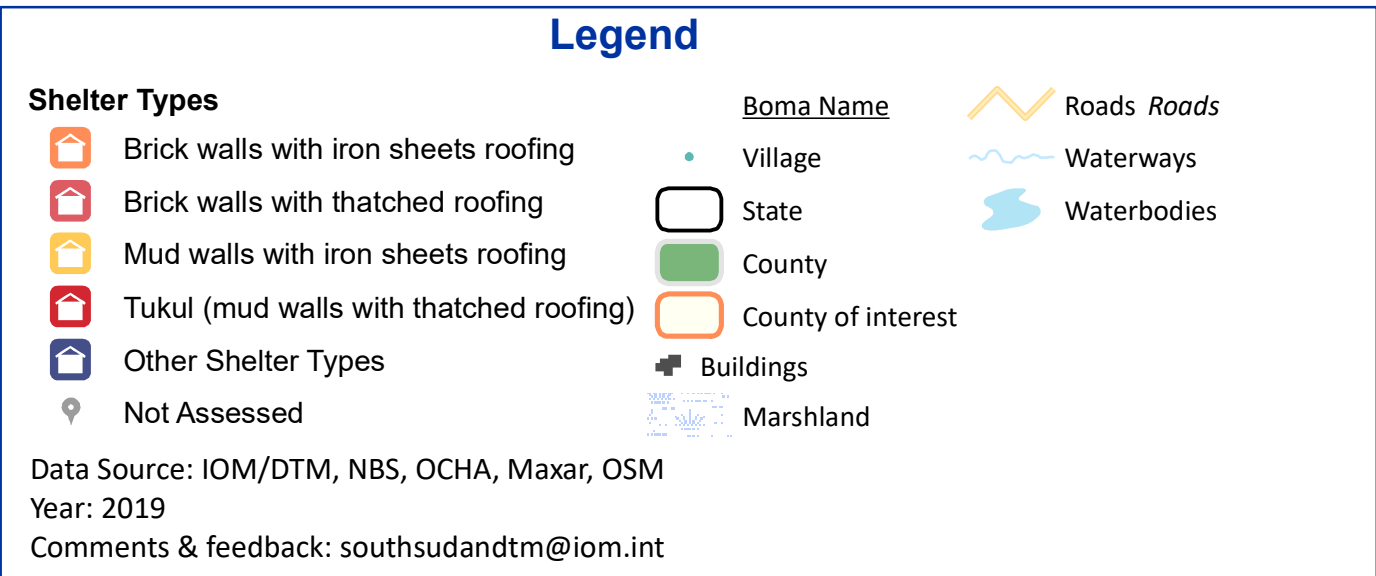 Legend
Shelter Types
Brick walls with iron sheets roofing
Brick walls with thatched roofing
Mud walls with iron sheets roofing
Tukul (mud walls with thatched roofing)
Other Shelter Types
Not Assessed
Boma Name
Village
State
County
County of interest
Buildings
Marshland
Roads Roads
Waterways
Waterbodies
Data Source: IOM/DTM, NBS, OCHA, Maxar, OSM
Year: 2019
Comments & feedback: southsudandtm@iom.int